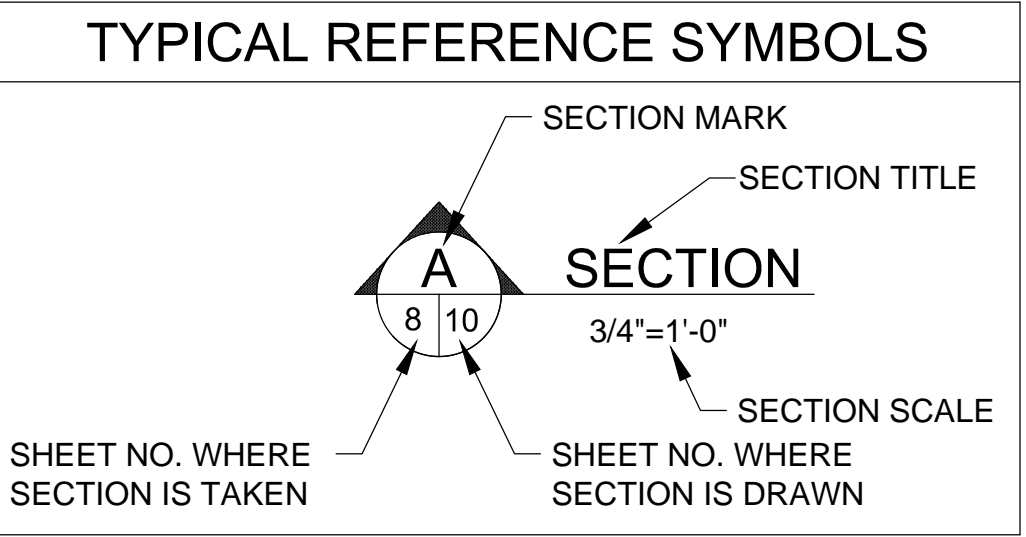 TYPICAL REFERENCE SYMBOLS
SECTION MARK
SECTION TITLE
A
SECTION
8 10
3/4"=1'-0"
SECTION SCALE
SHEET NO. WHERE
SECTION IS TAKEN
SHEET NO. WHERE
SECTION IS DRAWN